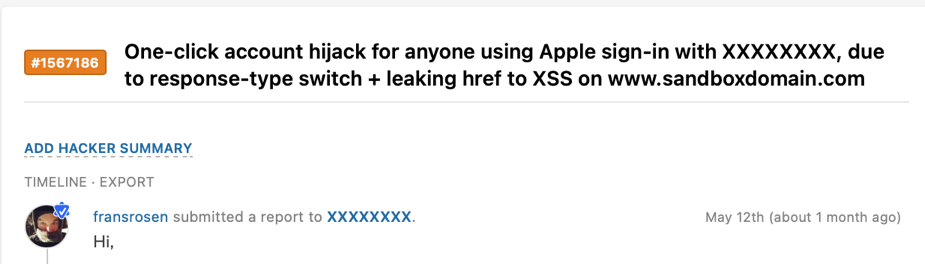 #1567186
One-click account hijack for anyone using Apple sign-in with XXXXXXXX, due
to response-type switch + leaking href to XSS on www.sandboxdomain.com
ADD HACKER SUMMARY
TIMELINE · EXPORT
fransrosen submitted a report to XXXXXXXX.
May 12th (about 1 month ago)
Hi,